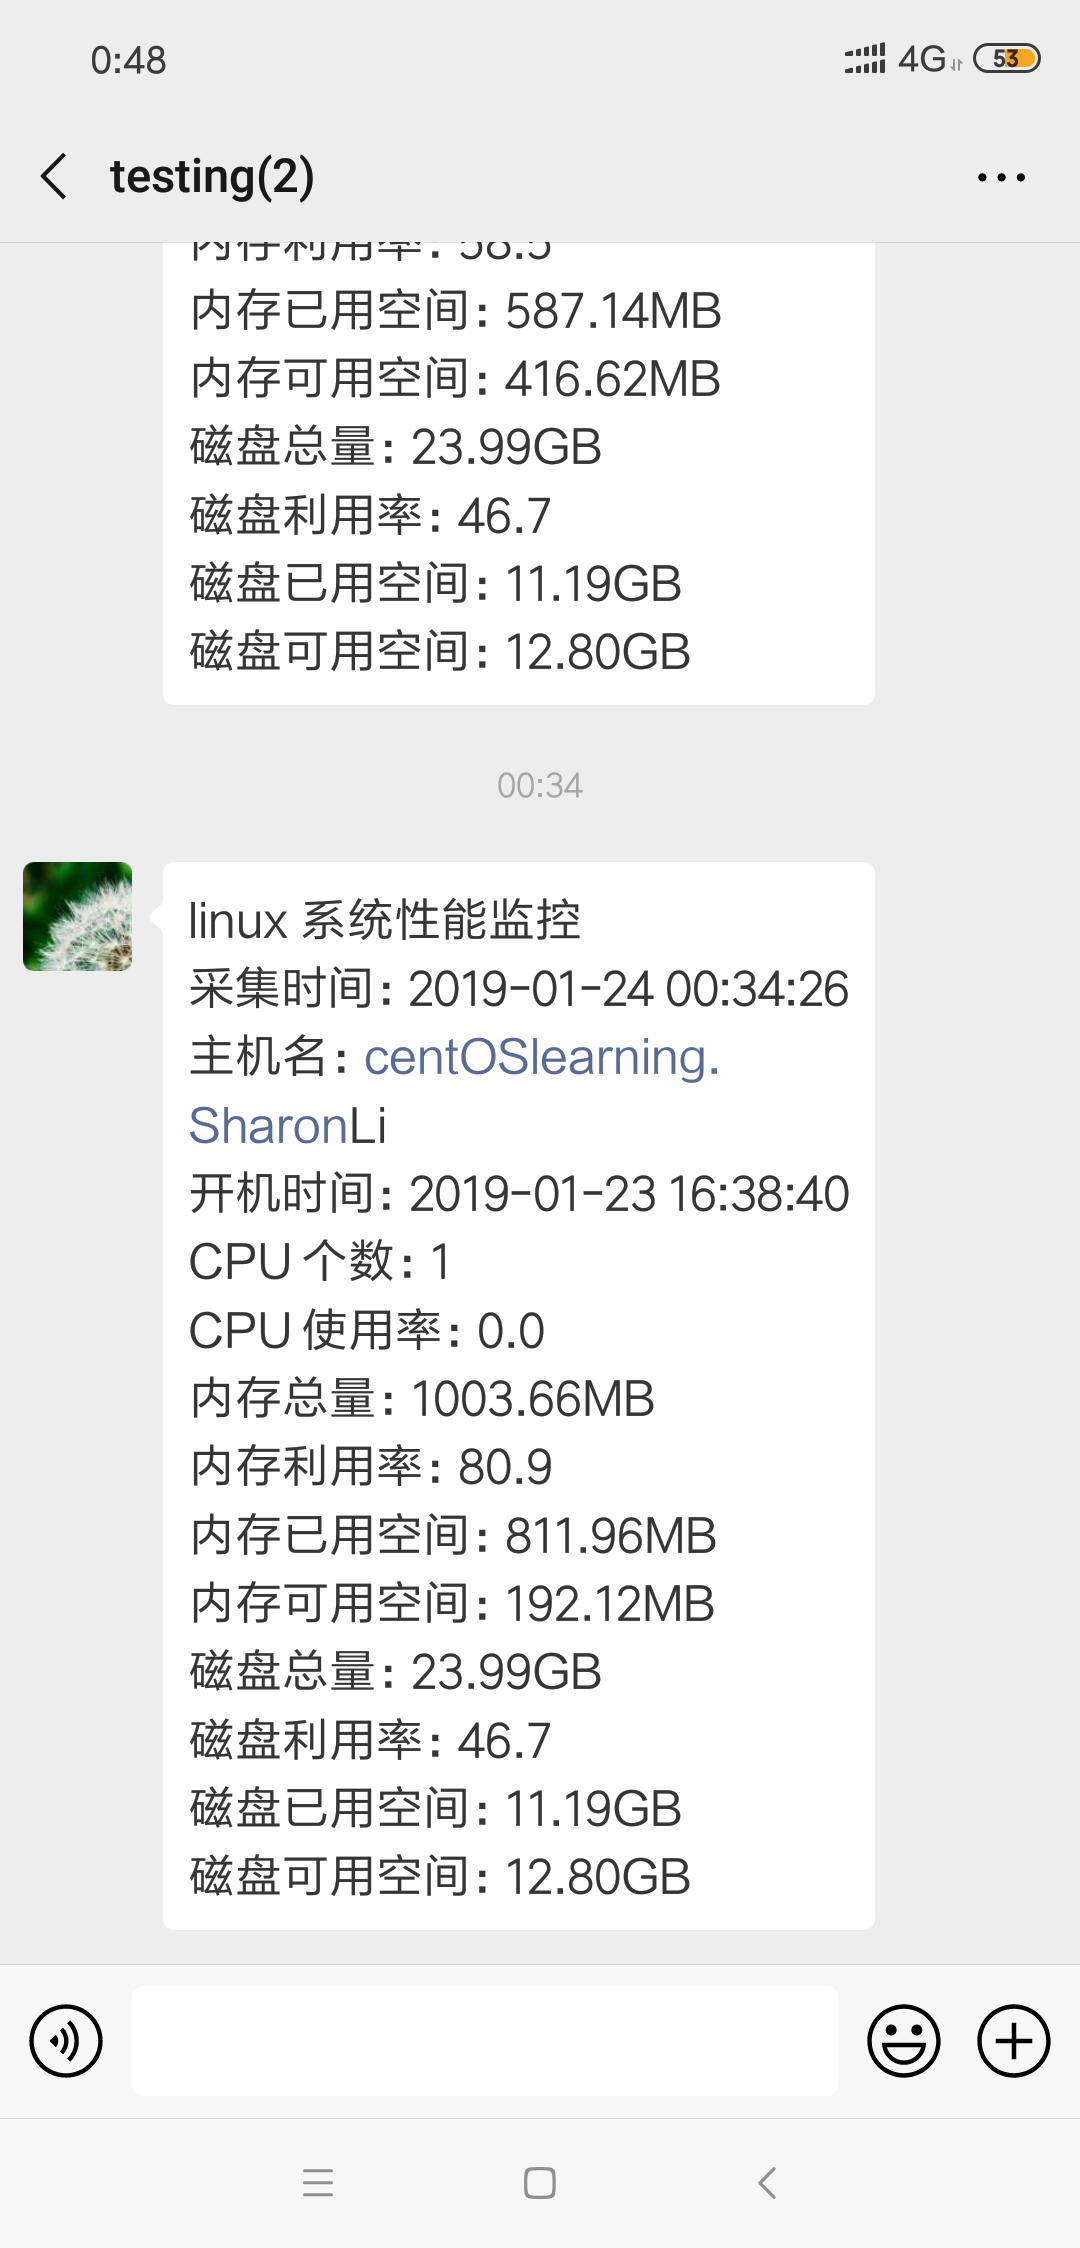 0:48
4G
53
testing(2)
内存利用率: 58.5
内存已用空间: 587.14MB
内存可用空间: 416.62MB
磁盘总量: 23.99GB
磁盘利用率: 46.7
磁盘已用空间: 11.19GB
磁盘可用空间: 12.80GB
00:34
linux 系统性能监控
采集时间: 2019-01-24 00:34:26
主机名: centOSlearning.
SharonLi
开机时间: 2019-01-23 16:38:40
CPU 个数: 1
CPU 使用率: 0.0
内存总量: 1003.66MB
内存利用率: 80.9
内存已用空间: 811.96MB
内存可用空间: 192.12MB
磁盘总量: 23.99GB
磁盘利用率: 46.7
磁盘已用空间: 11.19GB
磁盘可用空间: 12.80GB